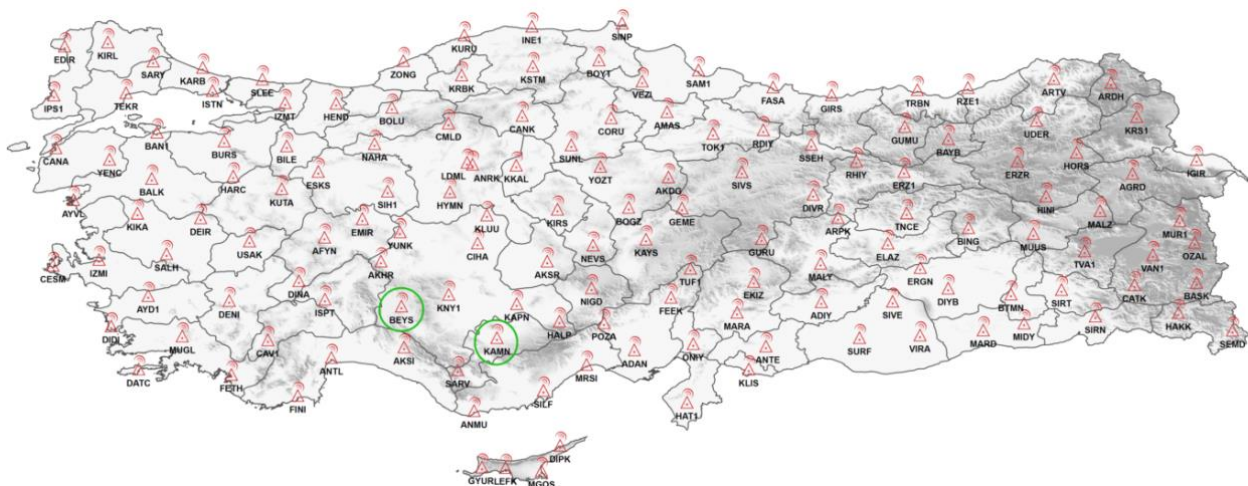 SINP
INE1
KURU
KIRL
EDIR
SARY
KARB
ZONG
KSTM
BOYT
KRBK
SLEE
VEZI
SAM1
FASA
GIRS
TRBN
RZE1
ARTV
ARDH
IPS1
TEKR
ISTN
IZMT
HEND
BOLU
CANK
CORU
AMAS
CMLD
TOK1
RDIY
SSEH
GUMU
BAYB
UDER
KRS1
CANA
BAN1
BURS
BILE
NAHA
SUNL
YENC
BALK
HARC
ESKS
LDML
ANRK
KKAL
YOZT
AKDG
SIVS
RHIY
ERZ1
ERZR
HORS
AGRD
IGIR
AYVL
KUTA
SIH1
HYMN
DIVR
HINI
KIKA
DEIR
EMIR
KLUU
KIRS
BOGZ
GEME
ARPK
TNCE
BING
MUUS
MALZ
MUR1
AFYN
YUNK
CIHA
USAK
NEVS
KAYS
GURU
ELAZ
TVA1
VAN1
OZAL
CESM
IZMI
SALH
AKHR
AKSR
MALT
ERGN
DINA
NIGD
TUF1
EKIZ
DIYB
BTMN
SIRT
CATK
BASK
AYD1
DENI
ISPT
BEYS
KNY1
KAPN
FEEK
MARA
ADIY
SIVE
DIDI
MUGL
CAV1
AKSI
KAMN
HALP
POZA
ADAN
ONIY
ANTE
SURF
VIRA
MARD
MIDY
SIRN
HAKK
SEMD
DATC
FETH
ANTL
SARV
MRSI
KLIS
FINI
ANMU
SILF
HAT1
DIPK
GYUR
LEFK
MGOS